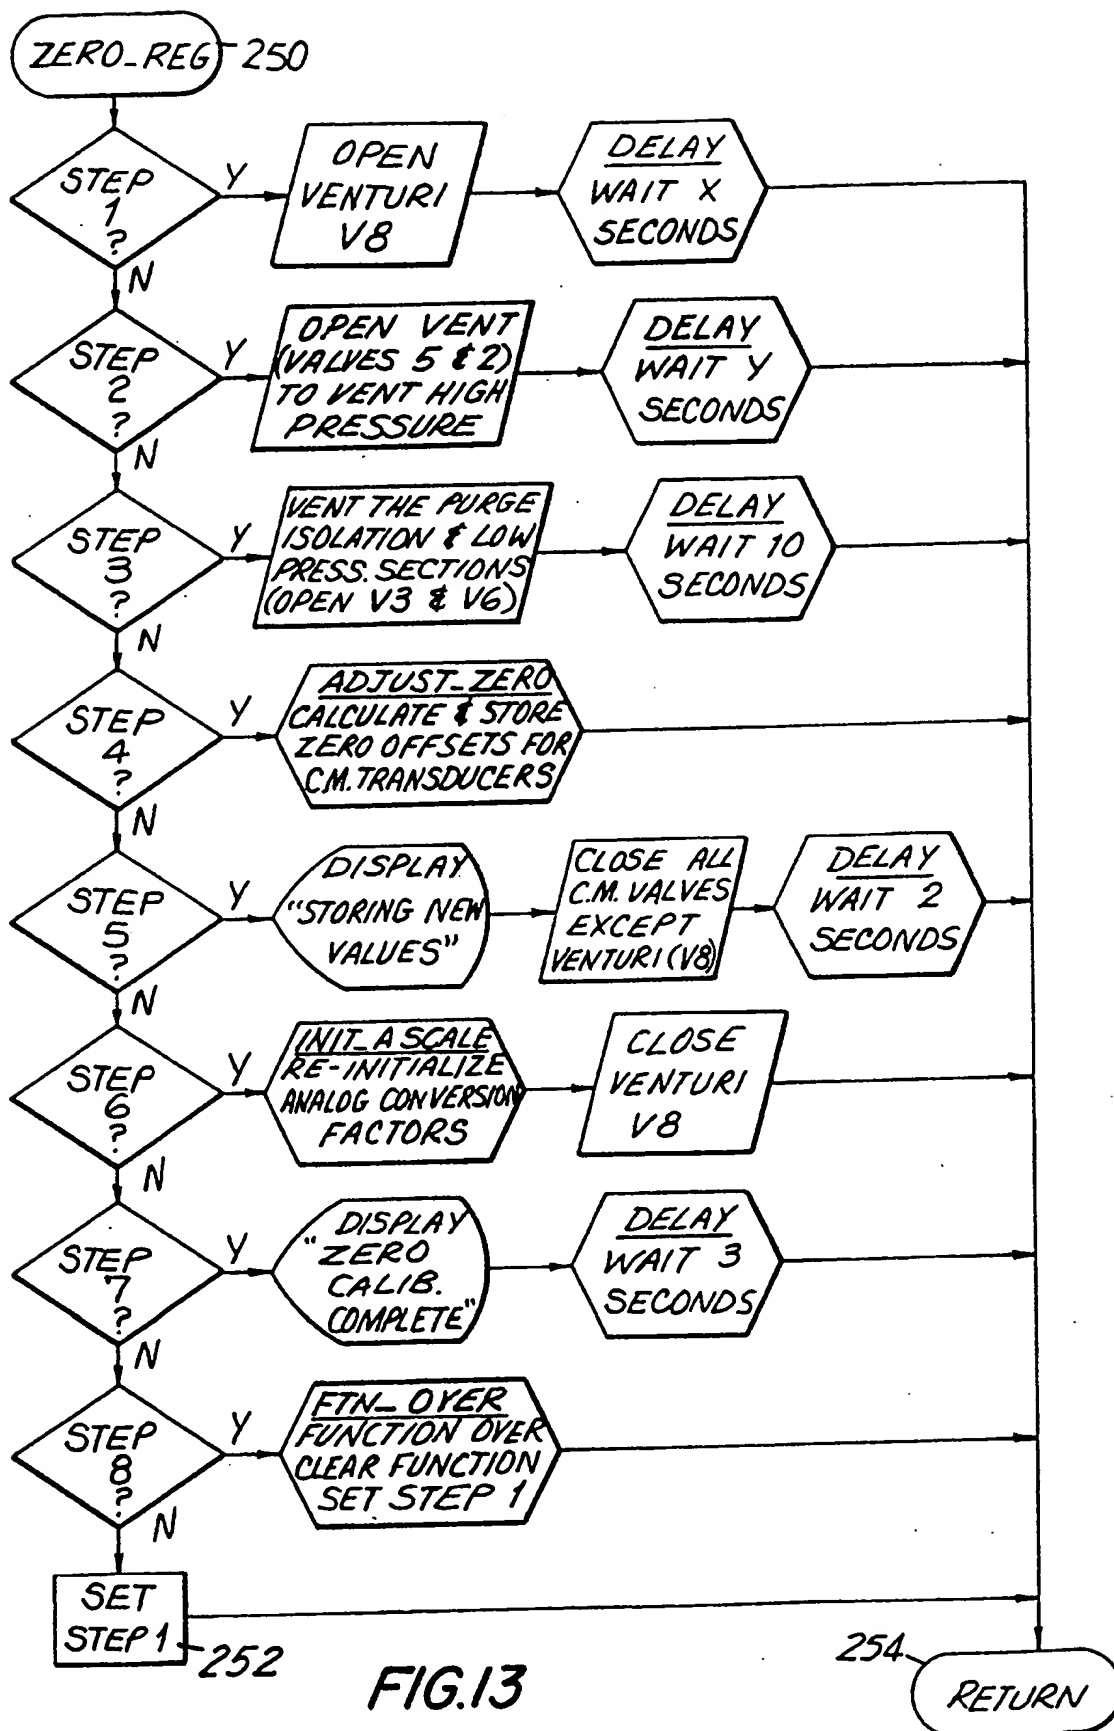 ZERO_REG 250
STEP
1
?
Y
N
OPEN
VENTURI
V8
DELAY
WAIT X
SECONDS
STEP
2
?
Y
N
OPEN VENT
(VALVES 5 & 2)
TO VENT HIGH
PRESSURE
DELAY
WAIT Y
SECONDS
STEP
3
?
Y
N
VENT THE PURGE
ISOLATION & LOW
PRESS. SECTIONS
(OPEN V3 & V6)
DELAY
WAIT 10
SECONDS
STEP
4
?
Y
N
ADJUST_ZERO
CALCULATE & STORE
ZERO OFFSETS FOR
C.M. TRANSDUCERS
STEP
5
?
Y
N
DISPLAY
"STORING NEW
VALUES"
CLOSE ALL
C.M. VALVES
EXCEPT
VENTURI (V8)
DELAY
WAIT 2
SECONDS
STEP
6
?
Y
N
INIT_A SCALE
RE-INITIALIZE
ANALOG CONVERSION
FACTORS
CLOSE
VENTURI
V8
STEP
7
?
Y
N
DISPLAY
"ZERO
CALIB.
COMPLETE"
DELAY
WAIT 3
SECONDS
STEP
8
?
Y
N
FTN_OVER
FUNCTION OVER
CLEAR FUNCTION
SET STEP 1
SET
STEP 1
252
254
RETURN
FIG.13